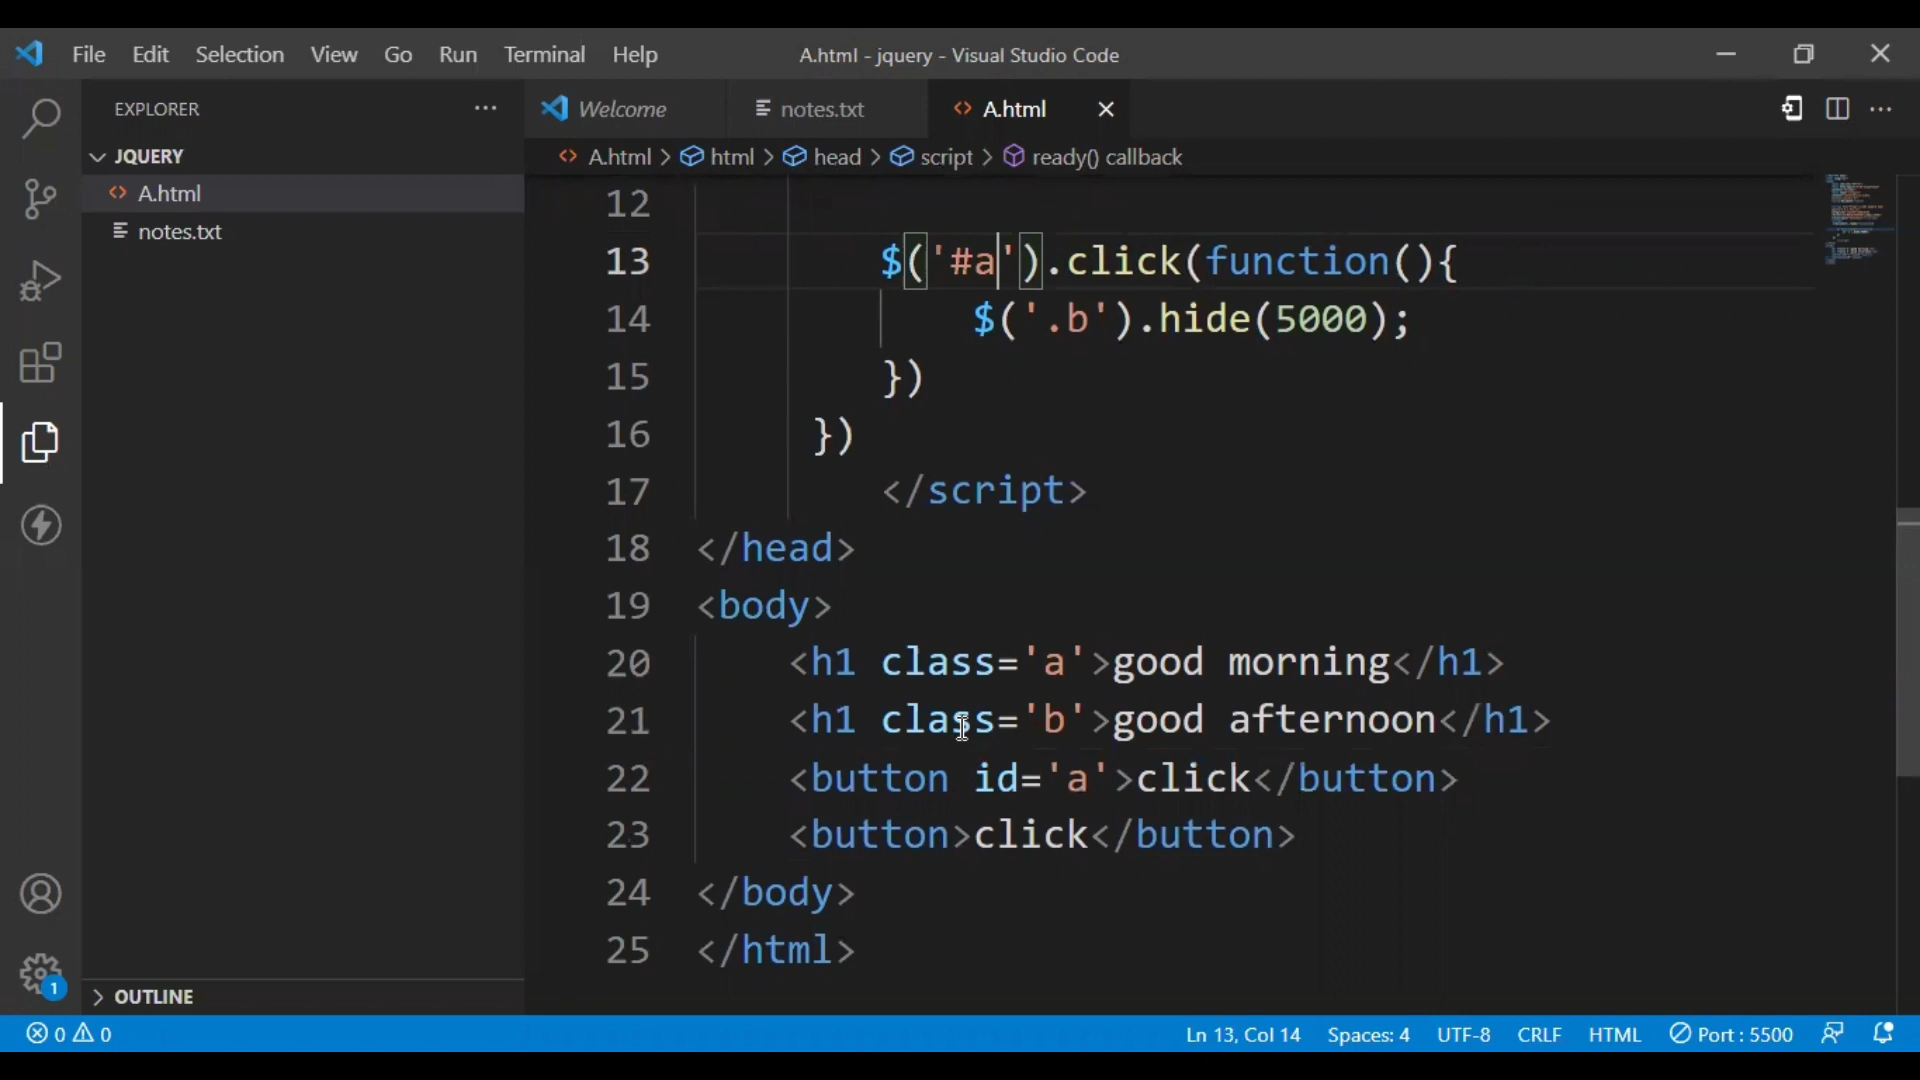 File Edit Selection View Go Run Terminal Help A.html - jquery - Visual Studio Code
EXPLORER
JQUERY
A.html
notes.txt
OUTLINE
Welcome notes.txt A.html
A.html > html > head > script > ready() callback
12
13 $('#a').click(function(){
14 $('.b').hide(5000);
15 })
16 })
17 </script>
18 </head>
19 <body>
20 <h1 class='a'>good morning</h1>
21 <h1 class='b'>good afternoon</h1>
22 <button id='a'>click</button>
23 <button>click</button>
24 </body>
25 </html>
1
0 0 Ln 13, Col 14 Spaces: 4 UTF-8 CRLF HTML Port : 5500